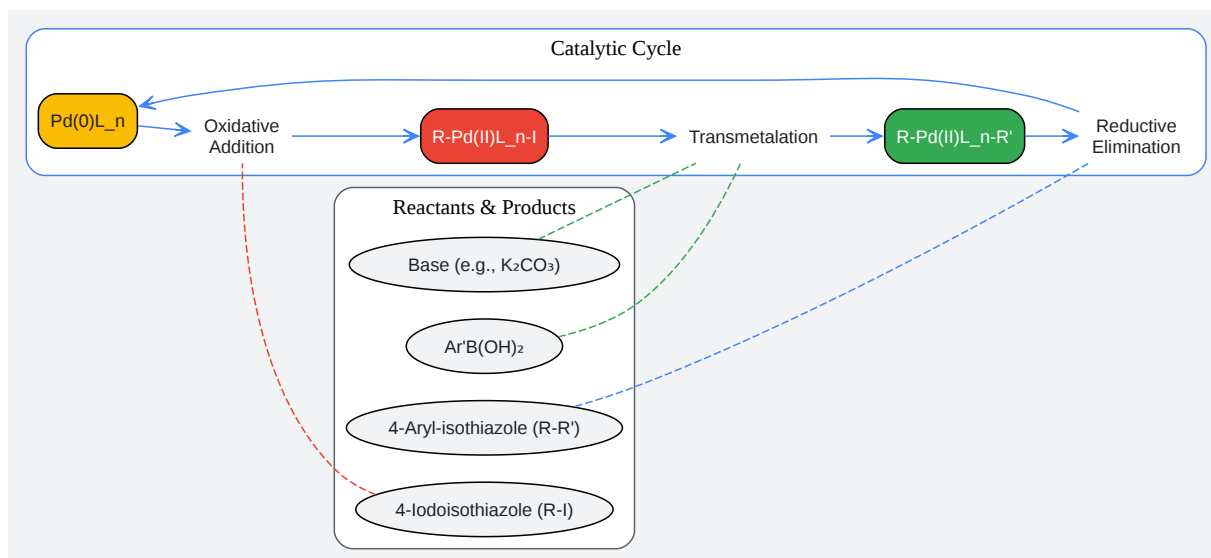 Catalytic Cycle
Pd(0)L_n
Oxidative
Addition
R-Pd(II)L_n-I
Transmetalation
R-Pd(II)L_n-R'
Reductive
Elimination
Reactants & Products
Base (e.g., K₂CO₃)
Ar'B(OH)₂
4-Aryl-isothiazole (R-R')
4-Iodoisothiazole (R-I)